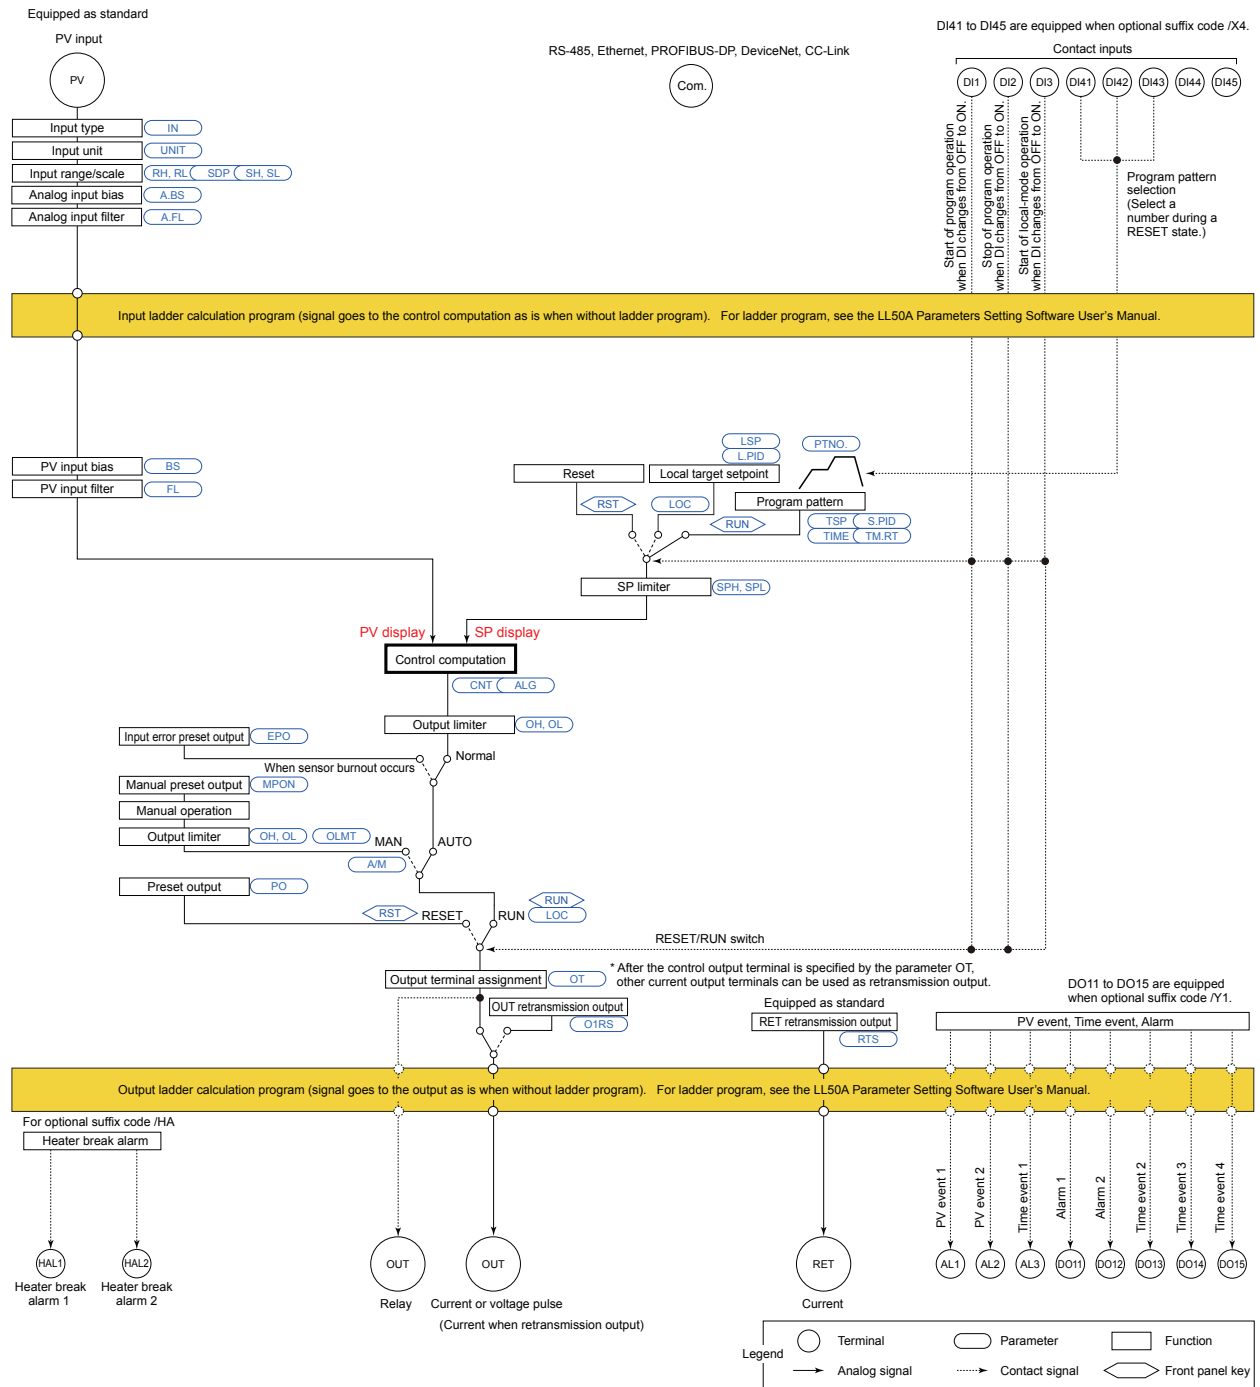 Equipped as standard
PV input
PV
RS-485, Ethernet, PROFIBUS-DP, DeviceNet, CC-Link
Com.
DI41 to DI45 are equipped when optional suffix code /X4.
Contact inputs
DI1
DI2
DI3
DI41
DI42
DI43
DI44
DI45
Input type
IN
Input unit
UNIT
Input range/scale
RH, RL
SDP
SH, SL
Analog input bias
A.BS
Analog input filter
A.FL
Start of program operation
when DI changes from OFF to ON.
Stop of program operation
when DI changes from OFF to ON.
Start of local-mode operation
when DI changes from OFF to ON.
Program pattern
selection
(Select a
number during a
RESET state.)
Input ladder calculation program (signal goes to the control computation as is when without ladder program). For ladder program, see the LL50A Parameters Setting Software User's Manual.
PV input bias
BS
PV input filter
FL
LSP
L.PID
PTNO.
Reset
Local target setpoint
RST
LOC
Program pattern
RUN
TSP
S.PID
TIME
TM.RT
SP limiter
SPH, SPL
PV display
SP display
Control computation
CNT
ALG
Output limiter
OH, OL
Input error preset output
EPO
Normal
When sensor burnout occurs
Manual preset output
MPON
Manual operation
Output limiter
OH, OL
OLMT
MAN
AUTO
A/M
Preset output
PO
RST
RESET
RUN
RUN
LOC
RESET/RUN switch
Output terminal assignment
OT
* After the control output terminal is specified by the parameter OT,
other current output terminals can be used as retransmission output.
OUT retransmission output
O1RS
Equipped as standard
RET retransmission output
RTS
DO11 to DO15 are equipped
when optional suffix code /Y1.
PV event, Time event, Alarm
Output ladder calculation program (signal goes to the output as is when without ladder program). For ladder program, see the LL50A Parameter Setting Software User's Manual.
For optional suffix code /HA
Heater break alarm
PV event 1
PV event 2
Time event 1
Alarm 1
Alarm 2
Time event 2
Time event 3
Time event 4
HAL1
HAL2
OUT
OUT
RET
AL1
AL2
AL3
DO11
DO12
DO13
DO14
DO15
Heater break
alarm 1
Heater break
alarm 2
Relay
Current or voltage pulse
(Current when retransmission output)
Current
Legend
Terminal
Parameter
Function
Analog signal
Contact signal
Front panel key